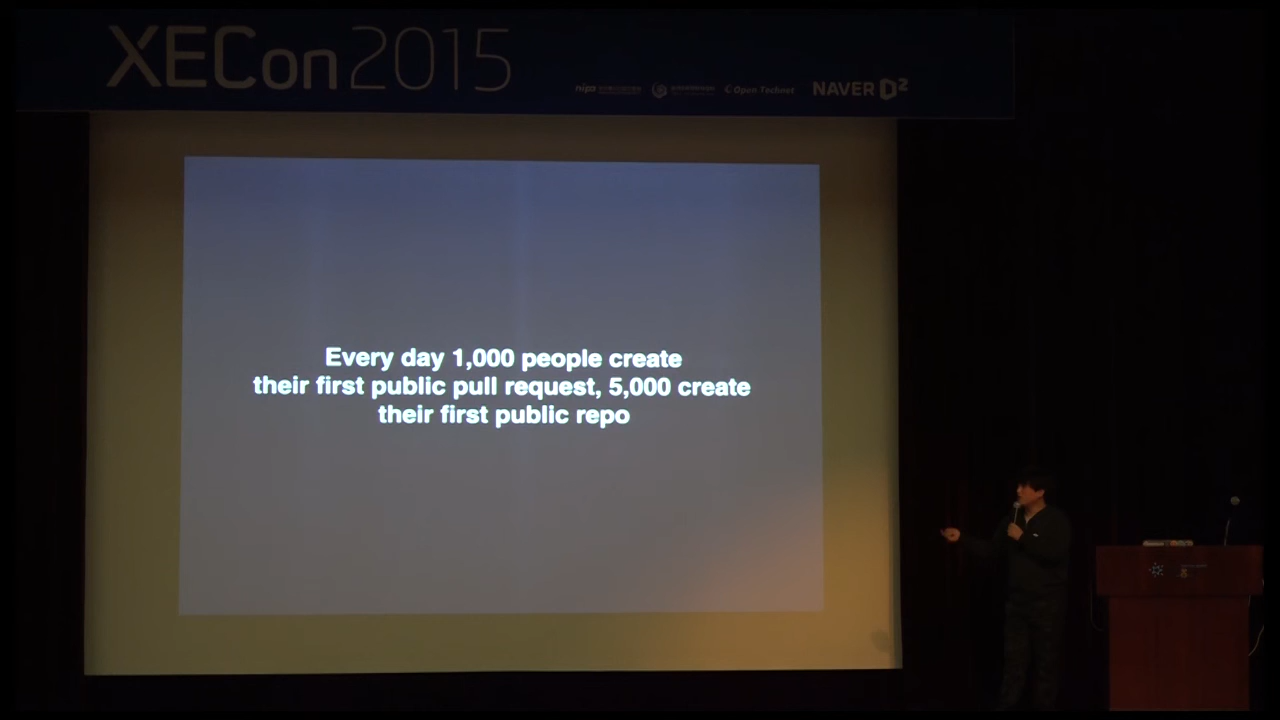 XECon2015
nipa
Open Technet
NAVER D2
Every day 1,000 people create
their first public pull request, 5,000 create
their first public repo